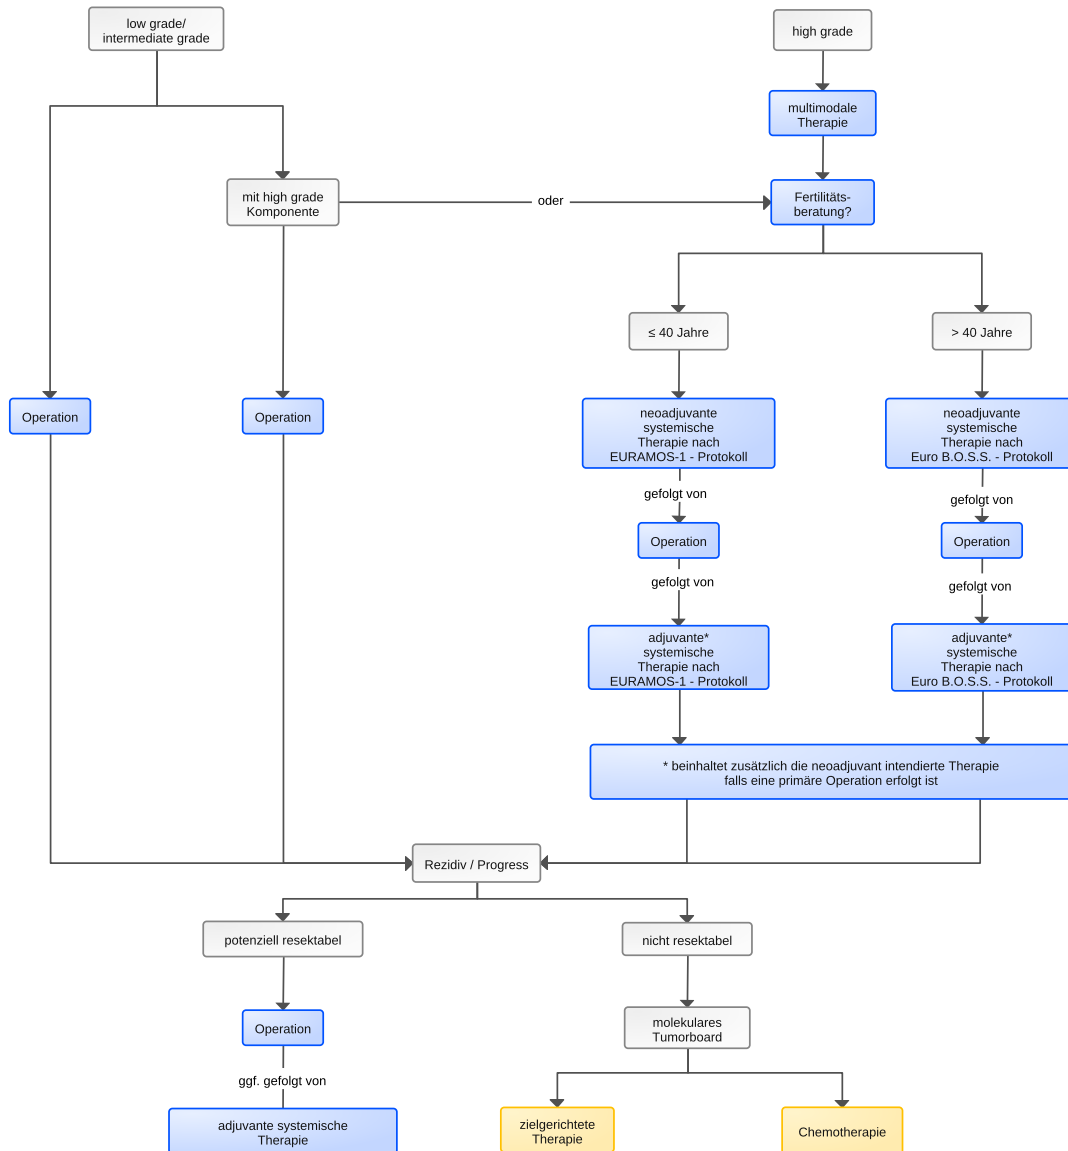 low grade/
intermediate grade
high grade
multimodale
Therapie
mit high grade
Komponente
oder
Fertilitäts-
beratung?
≤ 40 Jahre
> 40 Jahre
Operation
Operation
neoadjuvante
systemische
Therapie nach
EURAMOS-1 - Protokoll
neoadjuvante
systemische
Therapie nach
Euro B.O.S.S. - Protokoll
gefolgt von
gefolgt von
Operation
Operation
gefolgt von
gefolgt von
adjuvante*
systemische
Therapie nach
EURAMOS-1 - Protokoll
adjuvante*
systemische
Therapie nach
Euro B.O.S.S. - Protokoll
* beinhaltet zusätzlich die neoadjuvant intendierte Therapie
falls eine primäre Operation erfolgt ist
Rezidiv / Progress
potenziell resektabel
nicht resektabel
Operation
molekulares
Tumorboard
ggf. gefolgt von
adjuvante systemische
Therapie
zielgerichtete
Therapie
Chemotherapie